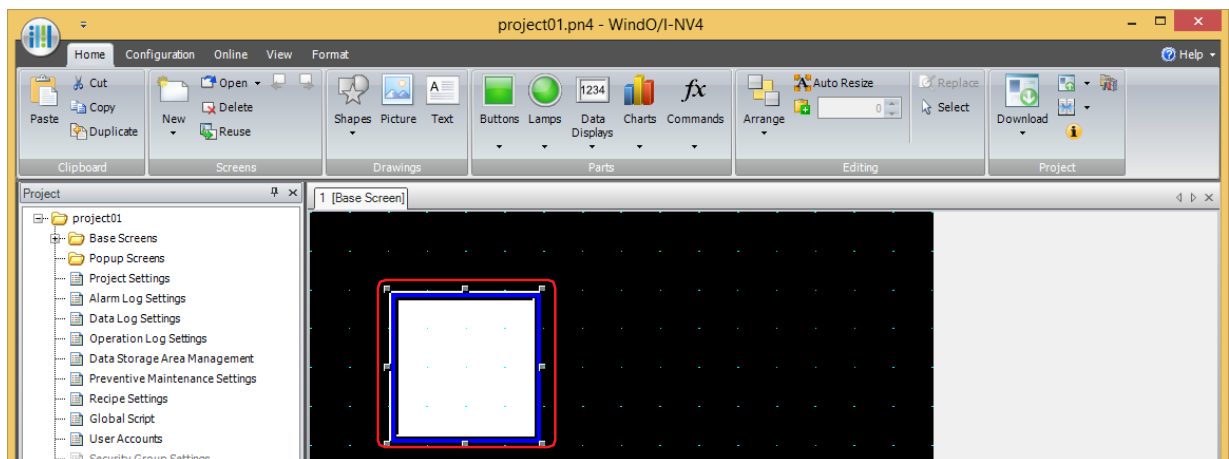 project01.pn4 - WindO/I-NV4
Home Configuration Online View Format Help
Cut Open Delete Reuse
Copy
Duplicate
Paste New Shapes Picture Text Buttons Lamps Data Displays Charts Commands Arrange Auto Resize 0 Replace Select Download
1234
fx
Clipboard Screens Drawings Parts Editing Project
Project 1 [Base Screen]
project01
Base Screens
Popup Screens
Project Settings
Alarm Log Settings
Data Log Settings
Operation Log Settings
Data Storage Area Management
Preventive Maintenance Settings
Recipe Settings
Global Script
User Accounts
Security Group Settings